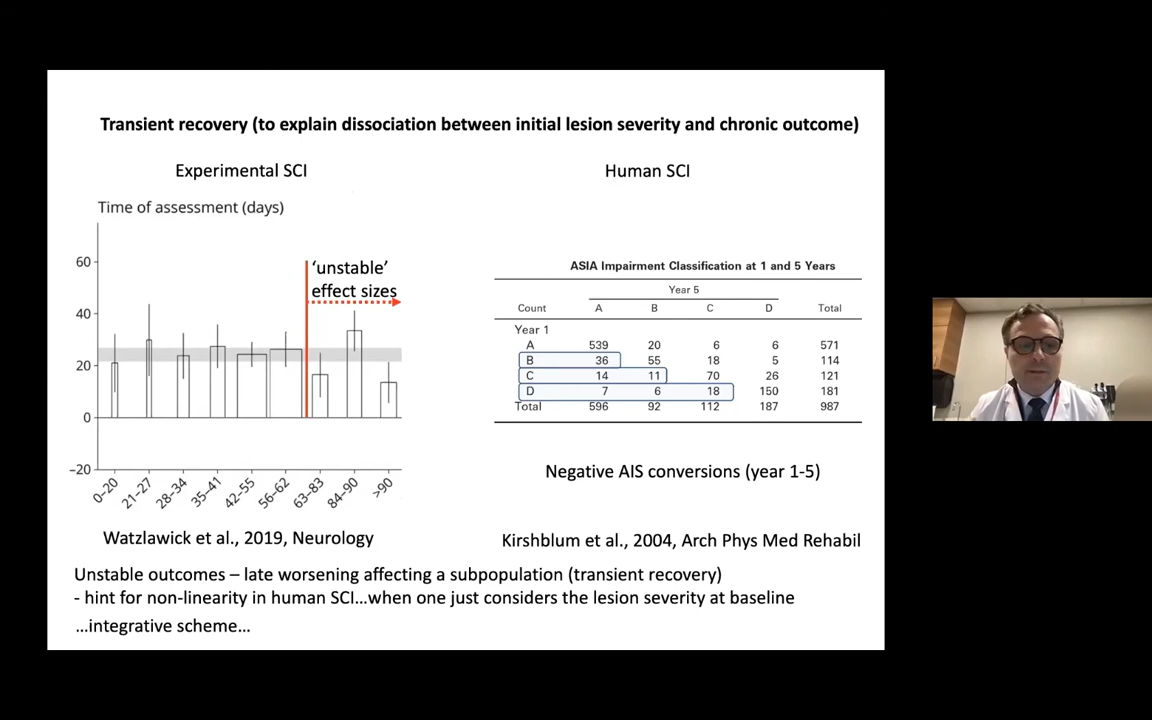 Transient recovery (to explain dissociation between initial lesion severity and chronic outcome)
Experimental SCI
Human SCI
Time of assessment (days)
60
40
20
0
–20
'unstable'
effect sizes
0–20
21–27
28–34
35–41
42–55
56–62
63–83
84–90
>90
ASIA Impairment Classification at 1 and 5 Years
Year 5
Count A B C D Total
Year 1
A 539 20 6 6 571
B 36 55 18 5 114
C 14 11 70 26 121
D 7 6 18 150 181
Total 596 92 112 187 987
Negative AIS conversions (year 1-5)
Watzlawick et al., 2019, Neurology
Kirshblum et al., 2004, Arch Phys Med Rehabil
Unstable outcomes – late worsening affecting a subpopulation (transient recovery)
- hint for non-linearity in human SCI…when one just considers the lesion severity at baseline
…integrative scheme…